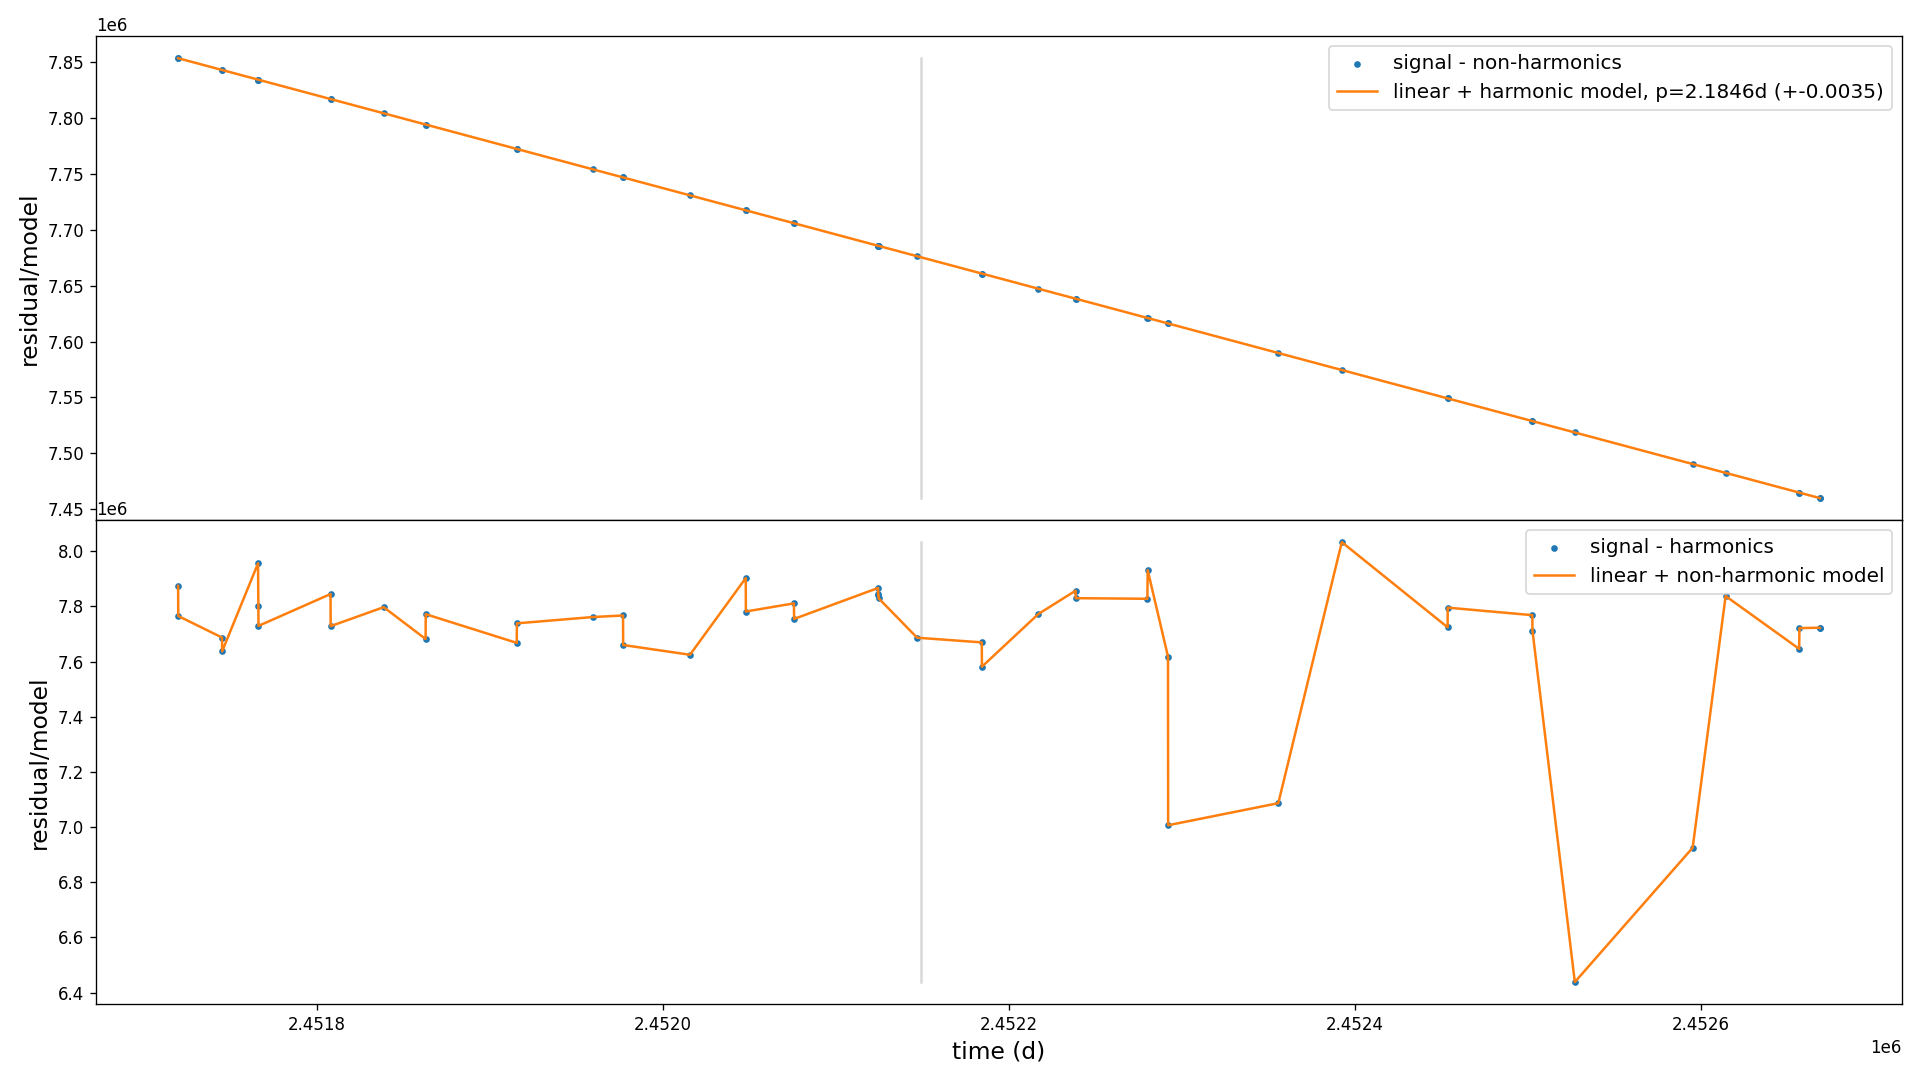 1e6
7.85
7.80
7.75
7.70
7.65
7.60
7.55
7.50
7.45
residual/model
signal - non-harmonics
linear + harmonic model, p=2.1846d (+-0.0035)
1e6
8.0
7.8
7.6
7.4
7.2
7.0
6.8
6.6
6.4
residual/model
signal - harmonics
linear + non-harmonic model
2.4518
2.4520
2.4522
2.4524
2.4526
1e6
time (d)